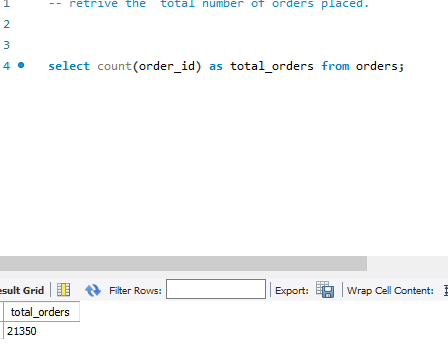 1 -- retrive the total number of orders placed.
2
3
4 select count(order_id) as total_orders from orders;
esult Grid Filter Rows: Export: Wrap Cell Content:
total_orders
21350